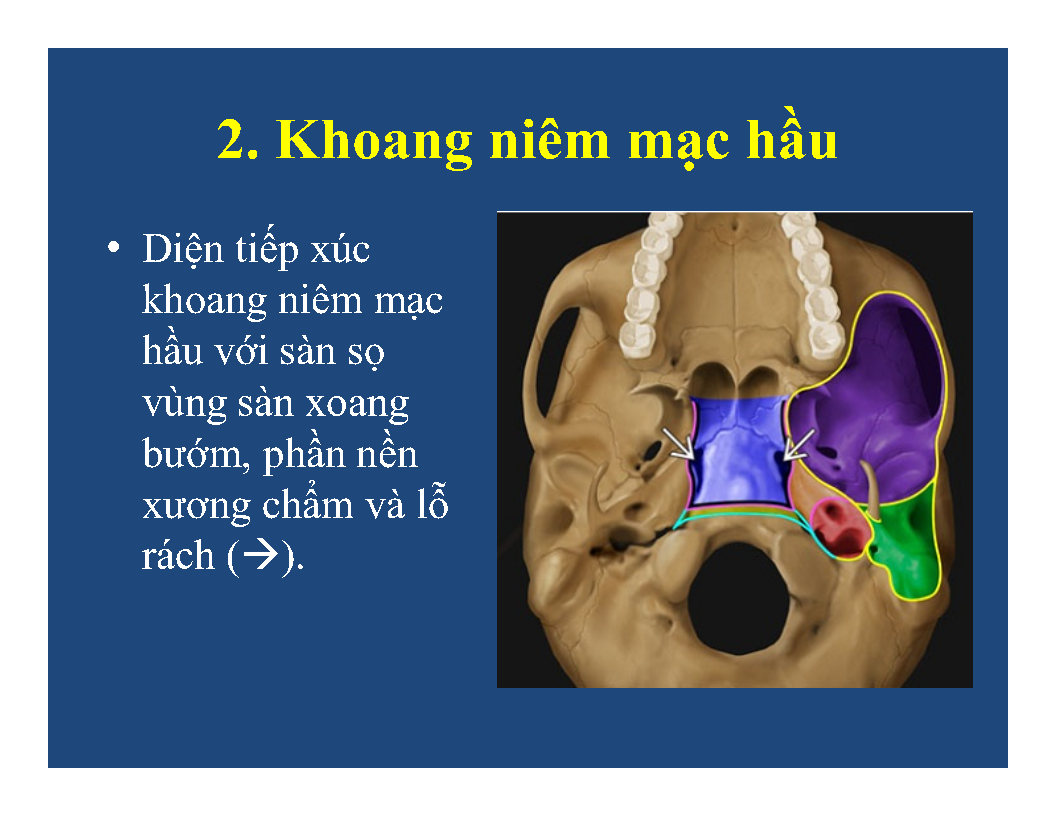 2. Khoang niêm mạc hầu
• Diện tiếp xúc
khoang niêm mạc
hầu với sàn sọ
vùng sàn xoang
bướm, phần nền
xương chẩm và lỗ
rách (→).